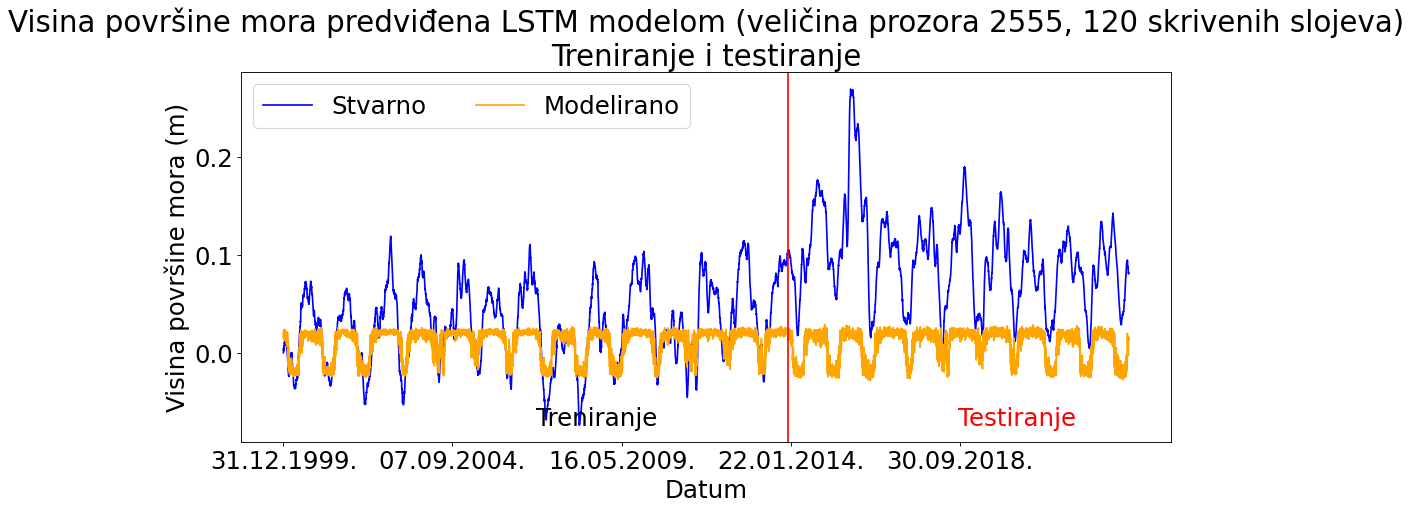 Visina površine mora predviđena LSTM modelom (veličina prozora 2555, 120 skrivenih slojeva)
Treniranje i testiranje
Stvarno Modelirano
Visina površine mora (m)
0.2
0.1
0.0
Treniranje Testiranje
31.12.1999. 07.09.2004. 16.05.2009. 22.01.2014. 30.09.2018.
Datum